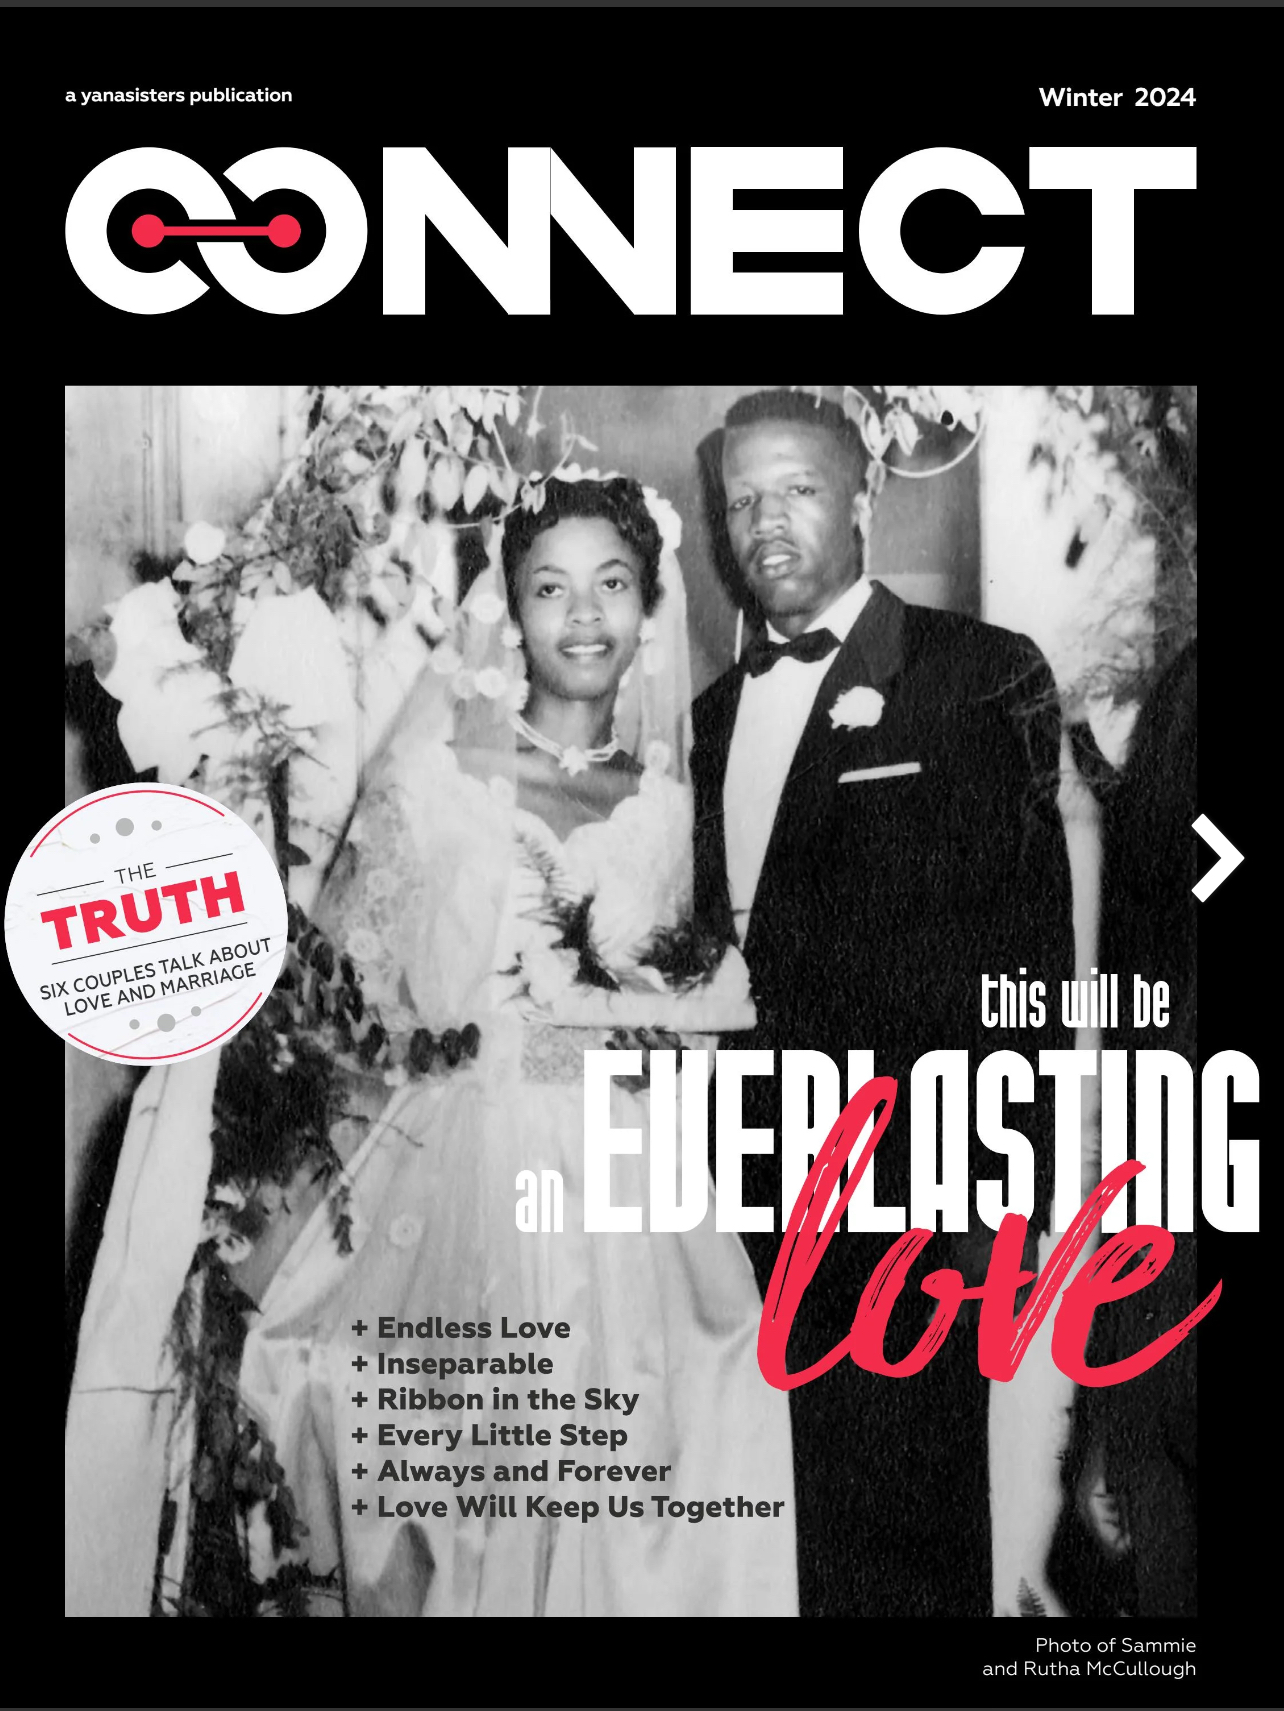 a yanasisters publication
Winter 2024
CONNECT
THE
TRUTH
SIX COUPLES TALK ABOUT
LOVE AND MARRIAGE
this will be
an EVERLASTING
love
+ Endless Love
+ Inseparable
+ Ribbon in the Sky
+ Every Little Step
+ Always and Forever
+ Love Will Keep Us Together
Photo of Sammie
and Rutha McCullough